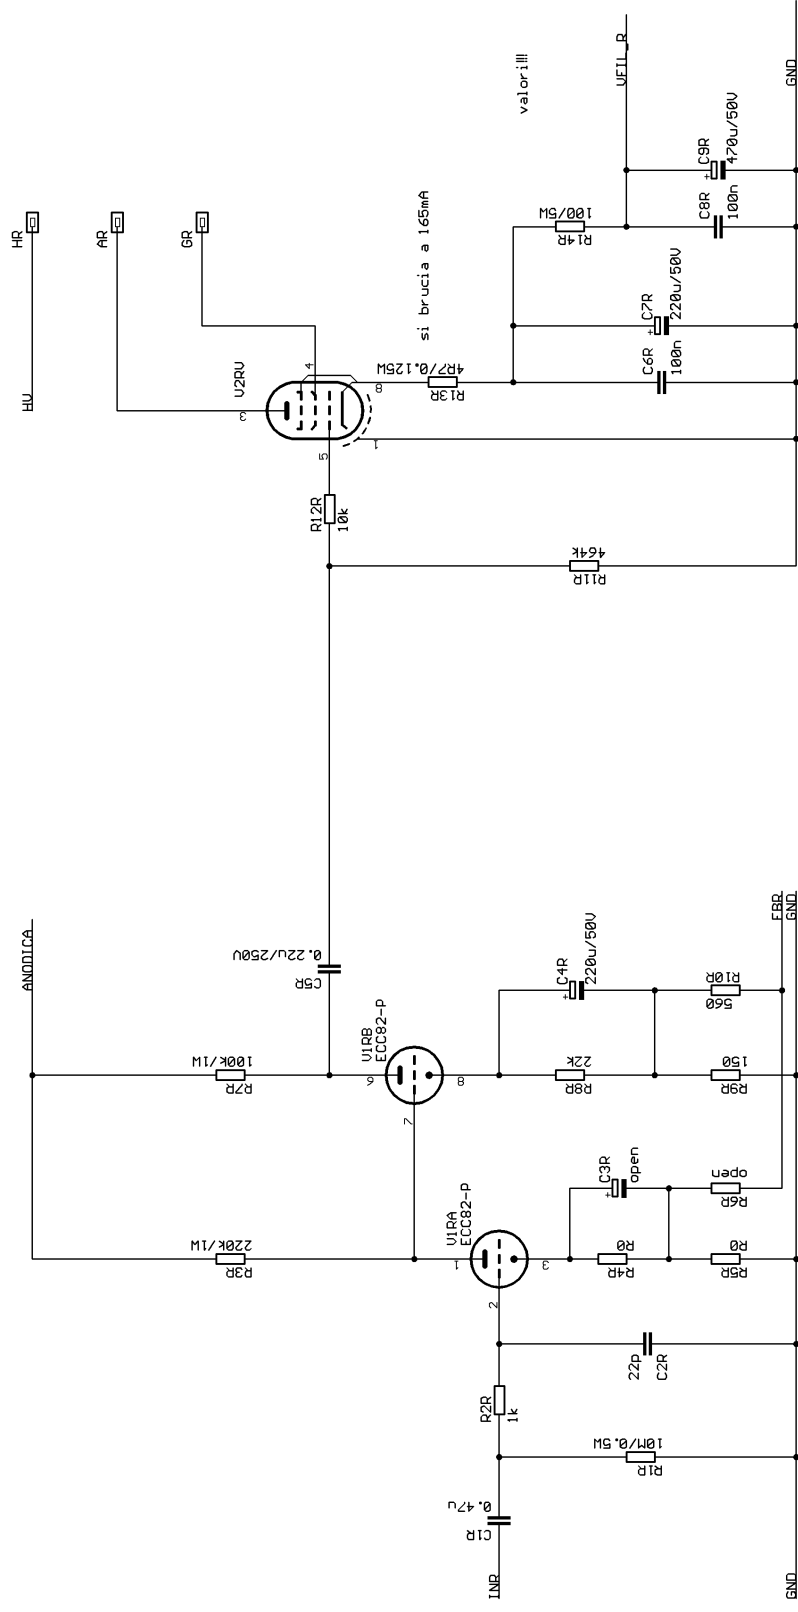 HR
AR
GR
HV
V2RV
3
4
5
8
1
R12R
10k
4R7/0.125W
R13R
si brucia a 165mA
valori!!!
VFIL_R
GND
100/5W
R14R
C9R
470u/50V
+
C8R
100n
C7R
220u/50V
+
C6R
100n
464k
R11R
ANODICA
0.22u/250V
C5R
100k/1W
R7R
V1RB
ECC82-P
6
7
8
C4R
220u/50V
+
22k
R8R
R10R
560
150
R9R
FBR
GND
220k/1W
R3R
V1RA
ECC82-P
1
2
3
C3R
open
+
R0
R4R
open
R6R
R0
R5R
22p
C2R
R2R
1k
10M/0.5W
R1R
0.47u
C1R
INR
GND